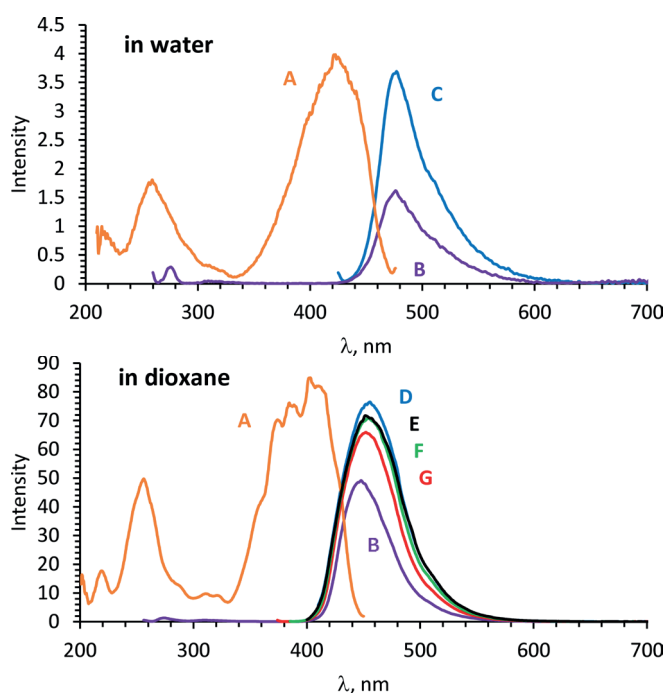 in water
4.5
4
3.5
3
2.5
2
1.5
1
0.5
0
Intensity
A
C
B
200 300 400 500 600 700
λ, nm
in dioxane
90
80
70
60
50
40
30
20
10
0
Intensity
A
D
E
F
G
B
200 300 400 500 600 700
λ, nm